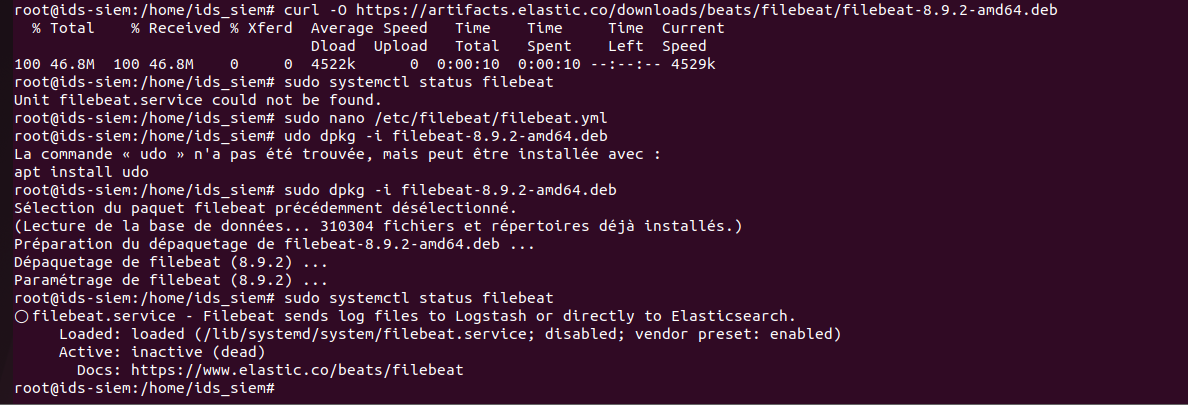 root@ids-siem:/home/ids_siem# curl -O https://artifacts.elastic.co/downloads/beats/filebeat/filebeat-8.9.2-amd64.deb
  % Total    % Received % Xferd  Average Speed   Time    Time     Time  Current
                                 Dload  Upload   Total   Spent    Left  Speed
100 46.8M  100 46.8M    0     0  4522k      0  0:00:10  0:00:10 --:--:-- 4529k
root@ids-siem:/home/ids_siem# sudo systemctl status filebeat
Unit filebeat.service could not be found.
root@ids-siem:/home/ids_siem# sudo nano /etc/filebeat/filebeat.yml
root@ids-siem:/home/ids_siem# udo dpkg -i filebeat-8.9.2-amd64.deb
La commande « udo » n'a pas été trouvée, mais peut être installée avec :
apt install udo
root@ids-siem:/home/ids_siem# sudo dpkg -i filebeat-8.9.2-amd64.deb
Sélection du paquet filebeat précédemment désélectionné.
(Lecture de la base de données... 310304 fichiers et répertoires déjà installés.)
Préparation du dépaquetage de filebeat-8.9.2-amd64.deb ...
Dépaquetage de filebeat (8.9.2) ...
Paramétrage de filebeat (8.9.2) ...
root@ids-siem:/home/ids_siem# sudo systemctl status filebeat
○ filebeat.service - Filebeat sends log files to Logstash or directly to Elasticsearch.
     Loaded: loaded (/lib/systemd/system/filebeat.service; disabled; vendor preset: enabled)
     Active: inactive (dead)
       Docs: https://www.elastic.co/beats/filebeat
root@ids-siem:/home/ids_siem#